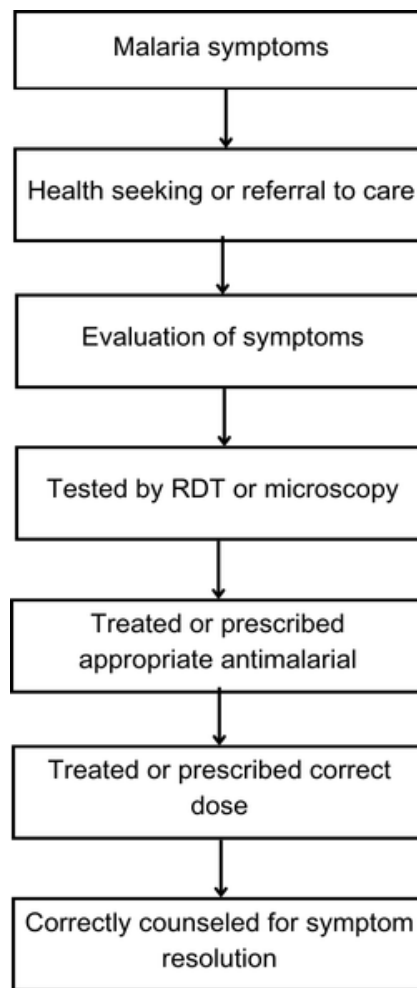 Malaria symptoms
Health seeking or referral to care
Evaluation of symptoms
Tested by RDT or microscopy
Treated or prescribed
appropriate antimalarial
Treated or prescribed correct
dose
Correctly counseled for symptom
resolution